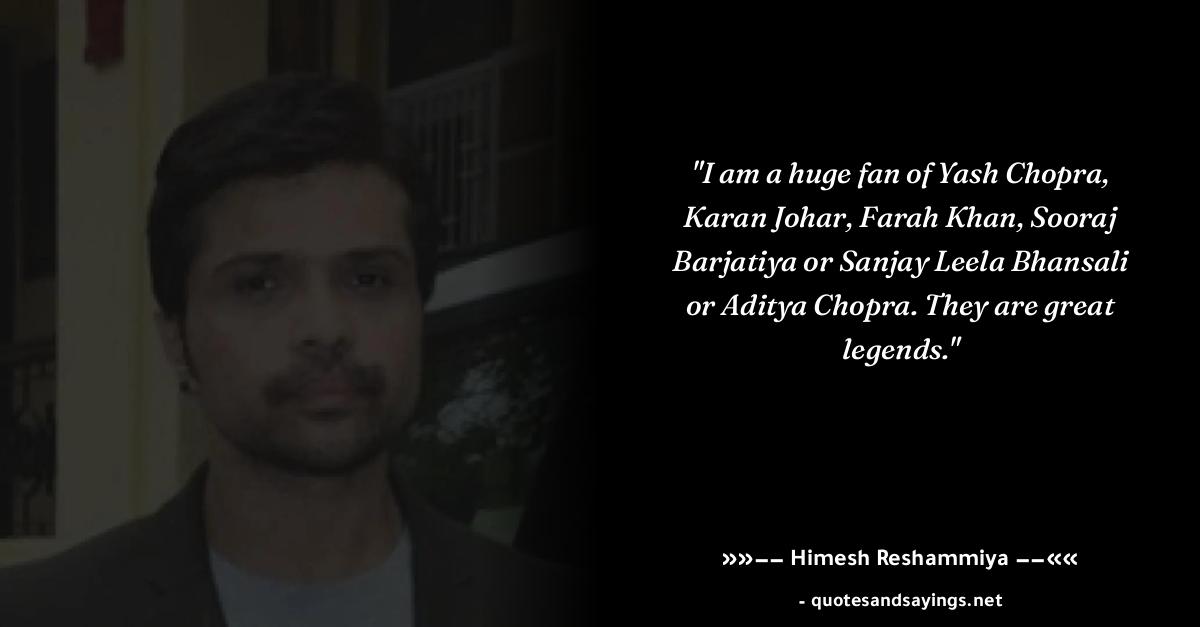 "I am a huge fan of Yash Chopra,
Karan Johar, Farah Khan, Sooraj
Barjatiya or Sanjay Leela Bhansali
or Aditya Chopra. They are great
legends."
»»−− Himesh Reshammiya −−««
- quotesandsayings.net